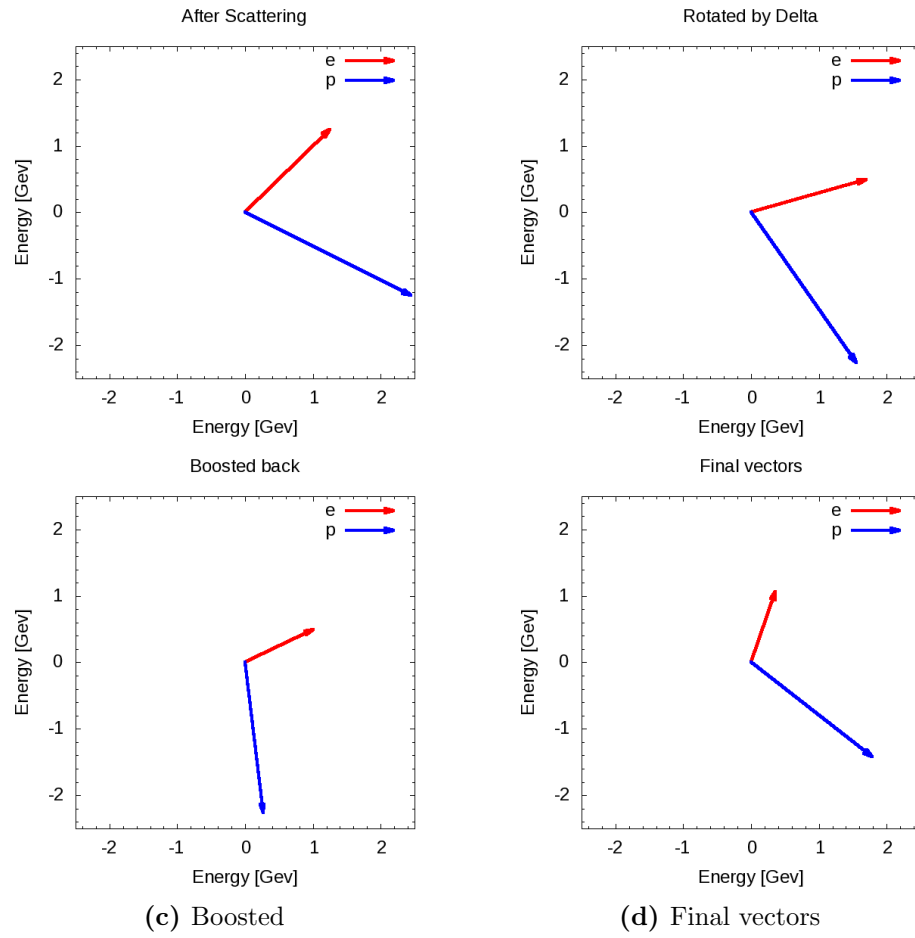 After Scattering
e
p
2
1
0
-1
-2
Energy [Gev]
-2 -1 0 1 2
Energy [Gev]
Rotated by Delta
e
p
2
1
0
-1
-2
Energy [Gev]
-2 -1 0 1 2
Energy [Gev]
Boosted back
e
p
2
1
0
-1
-2
Energy [Gev]
-2 -1 0 1 2
Energy [Gev]
(c) Boosted
Final vectors
e
p
2
1
0
-1
-2
Energy [Gev]
-2 -1 0 1 2
Energy [Gev]
(d) Final vectors